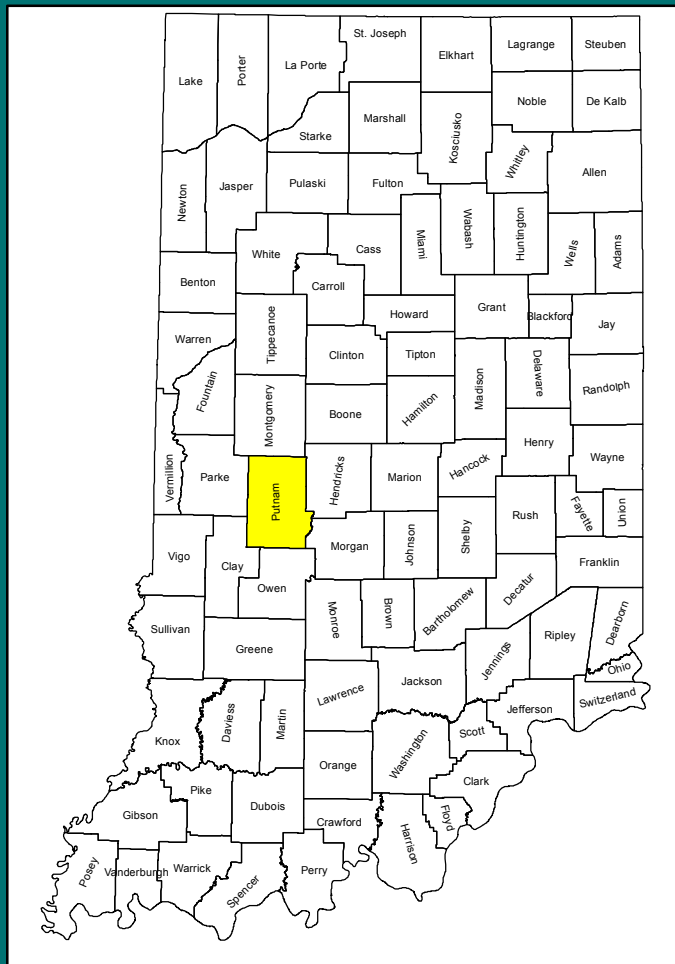 St. Joseph
Lagrange
Steuben
Elkhart
La Porte
Porter
Lake
Noble
De Kalb
Marshall
Starke
Kosciusko
Whitley
Allen
Newton
Jasper
Pulaski
Fulton
Miami
Wabash
Huntington
Wells
Adams
White
Cass
Benton
Carroll
Grant
Howard
Blackford
Jay
Warren
Tippecanoe
Clinton
Tipton
Delaware
Madison
Randolph
Fountain
Montgomery
Boone
Hamilton
Henry
Wayne
Vermillion
Parke
Putnam
Hendricks
Marion
Hancock
Rush
Fayette
Union
Vigo
Clay
Morgan
Johnson
Shelby
Franklin
Owen
Monroe
Brown
Bartholomew
Decatur
Dearborn
Sullivan
Greene
Ripley
Jennings
Ohio
Lawrence
Jackson
Switzerland
Jefferson
Knox
Daviess
Martin
Scott
Washington
Orange
Clark
Pike
Gibson
Dubois
Crawford
Floyd
Harrison
Posey
Vanderburgh
Warrick
Spencer
Perry